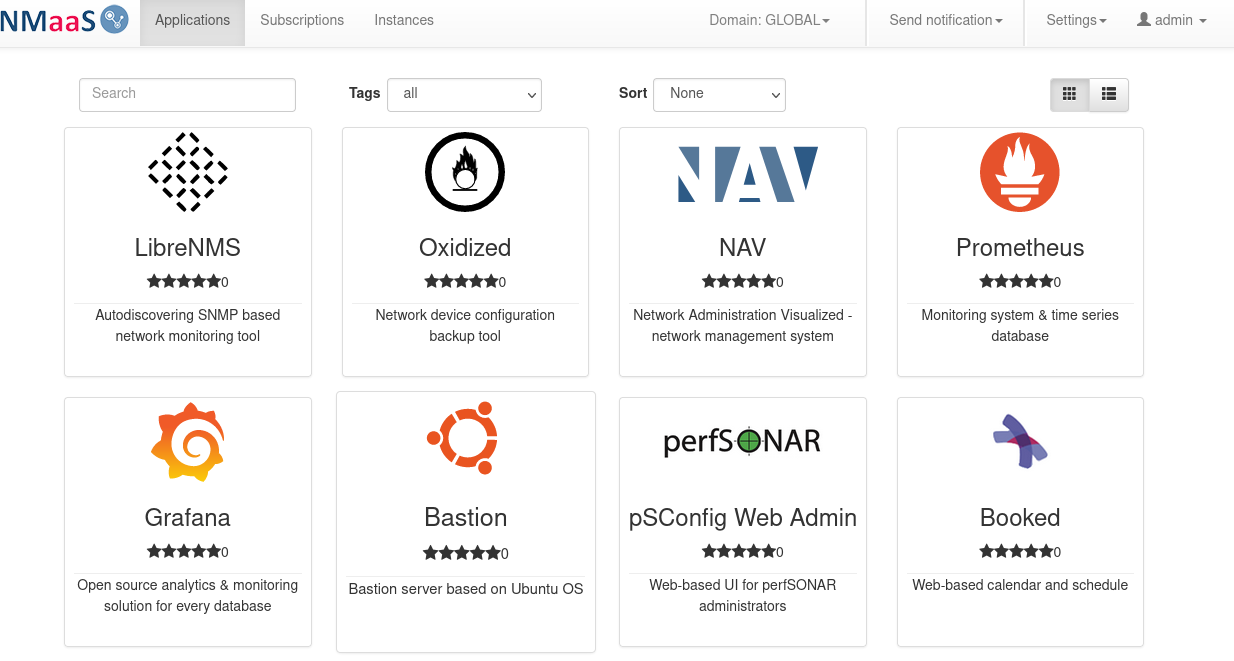 NMaaS Applications Subscriptions Instances Domain: GLOBAL Send notification Settings admin
Search Tags all Sort None
LibreNMS
0
Autodiscovering SNMP based
network monitoring tool
Oxidized
0
Network device configuration
backup tool
NAV
NAV
0
Network Administration Visualized -
network management system
Prometheus
0
Monitoring system & time series
database
Grafana
0
Open source analytics & monitoring
solution for every database
Bastion
0
Bastion server based on Ubuntu OS
perfSONAR
pSConfig Web Admin
0
Web-based UI for perfSONAR
administrators
Booked
0
Web-based calendar and schedule